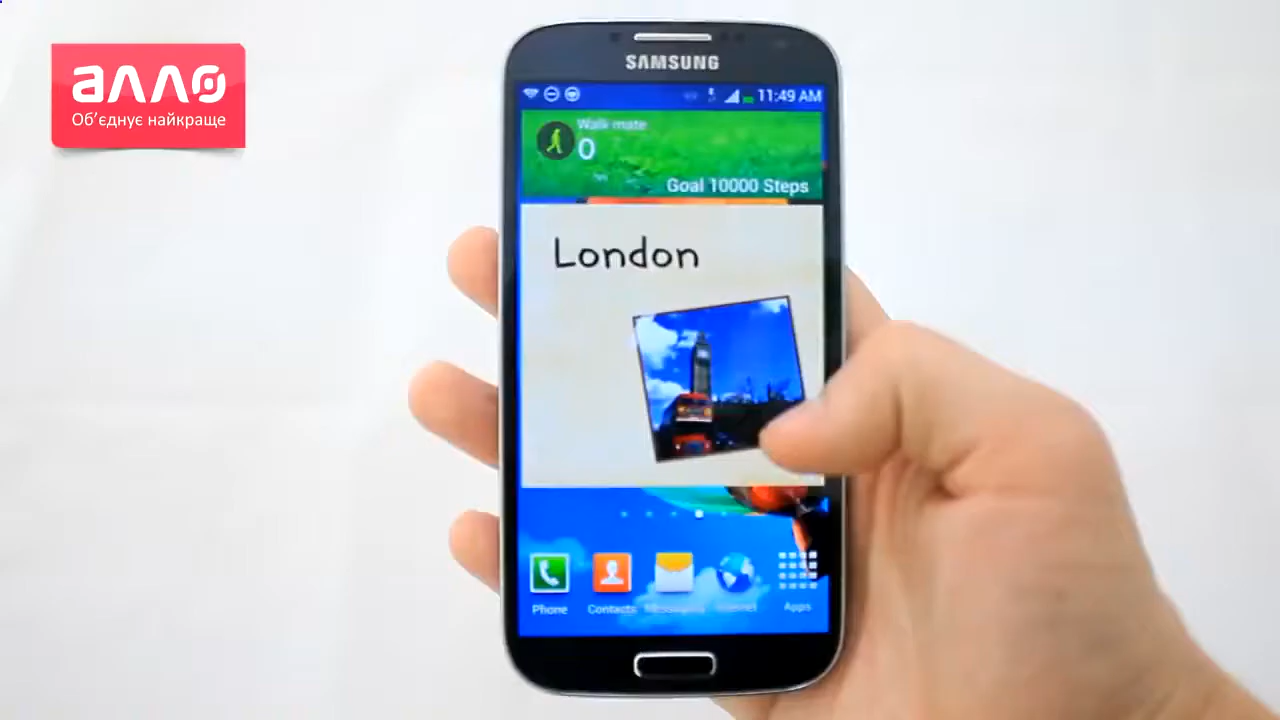 алло
Об'єднує найкраще
SAMSUNG
11:49 AM
Walk mate
0
Goal 10000 Steps
London
Phone
Contacts
Messaging
Internet
Apps